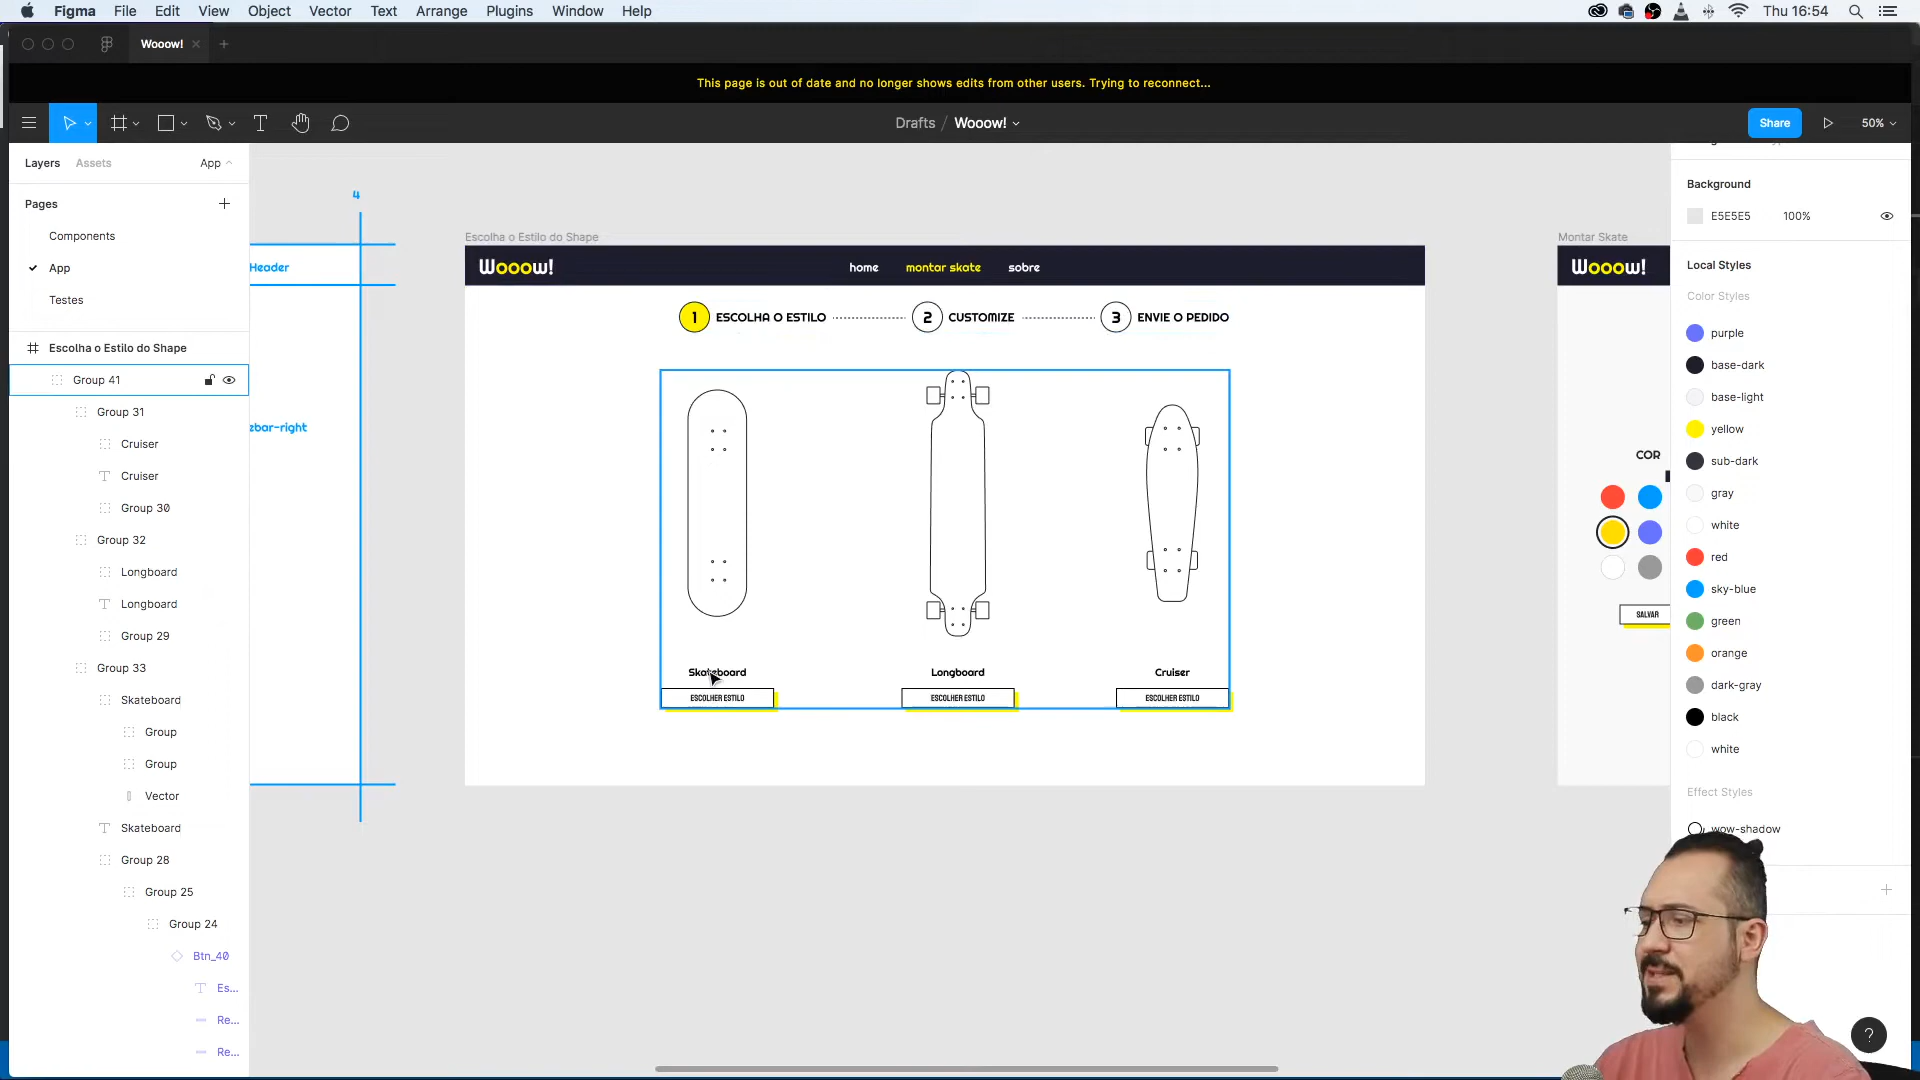 Figma File Edit View Object Vector Text Arrange Plugins Window Help
Thu 16:54
Wooow!
This page is out of date and no longer shows edits from other users. Trying to reconnect...
Drafts / Wooow!
Share
50%
Layers Assets App
Pages
Components
App
Testes
Escolha o Estilo do Shape
Group 41
Group 31
Cruiser
Cruiser
Group 30
Group 32
Longboard
Longboard
Group 29
Group 33
Skateboard
Group
Group
Vector
Skateboard
Group 28
Group 25
Group 24
Btn_40
Es...
Re...
Re...
4
Header
ebar-right
Escolha o Estilo do Shape
Wooow! home montar skate sobre
1 ESCOLHA O ESTILO 2 CUSTOMIZE 3 ENVIE O PEDIDO
Skateboard Longboard Cruiser
ESCOLHER ESTILO ESCOLHER ESTILO ESCOLHER ESTILO
Montar Skate
Wooow!
COR
SALVAR
Background
E5E5E5 100%
Local Styles
Color Styles
purple
base-dark
base-light
yellow
sub-dark
gray
white
red
sky-blue
green
orange
dark-gray
black
white
Effect Styles
wow-shadow
?